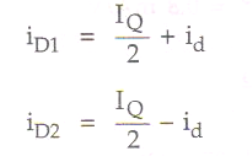 i_D1 = I_Q/2 + i_d
i_D2 = I_Q/2 − i_d